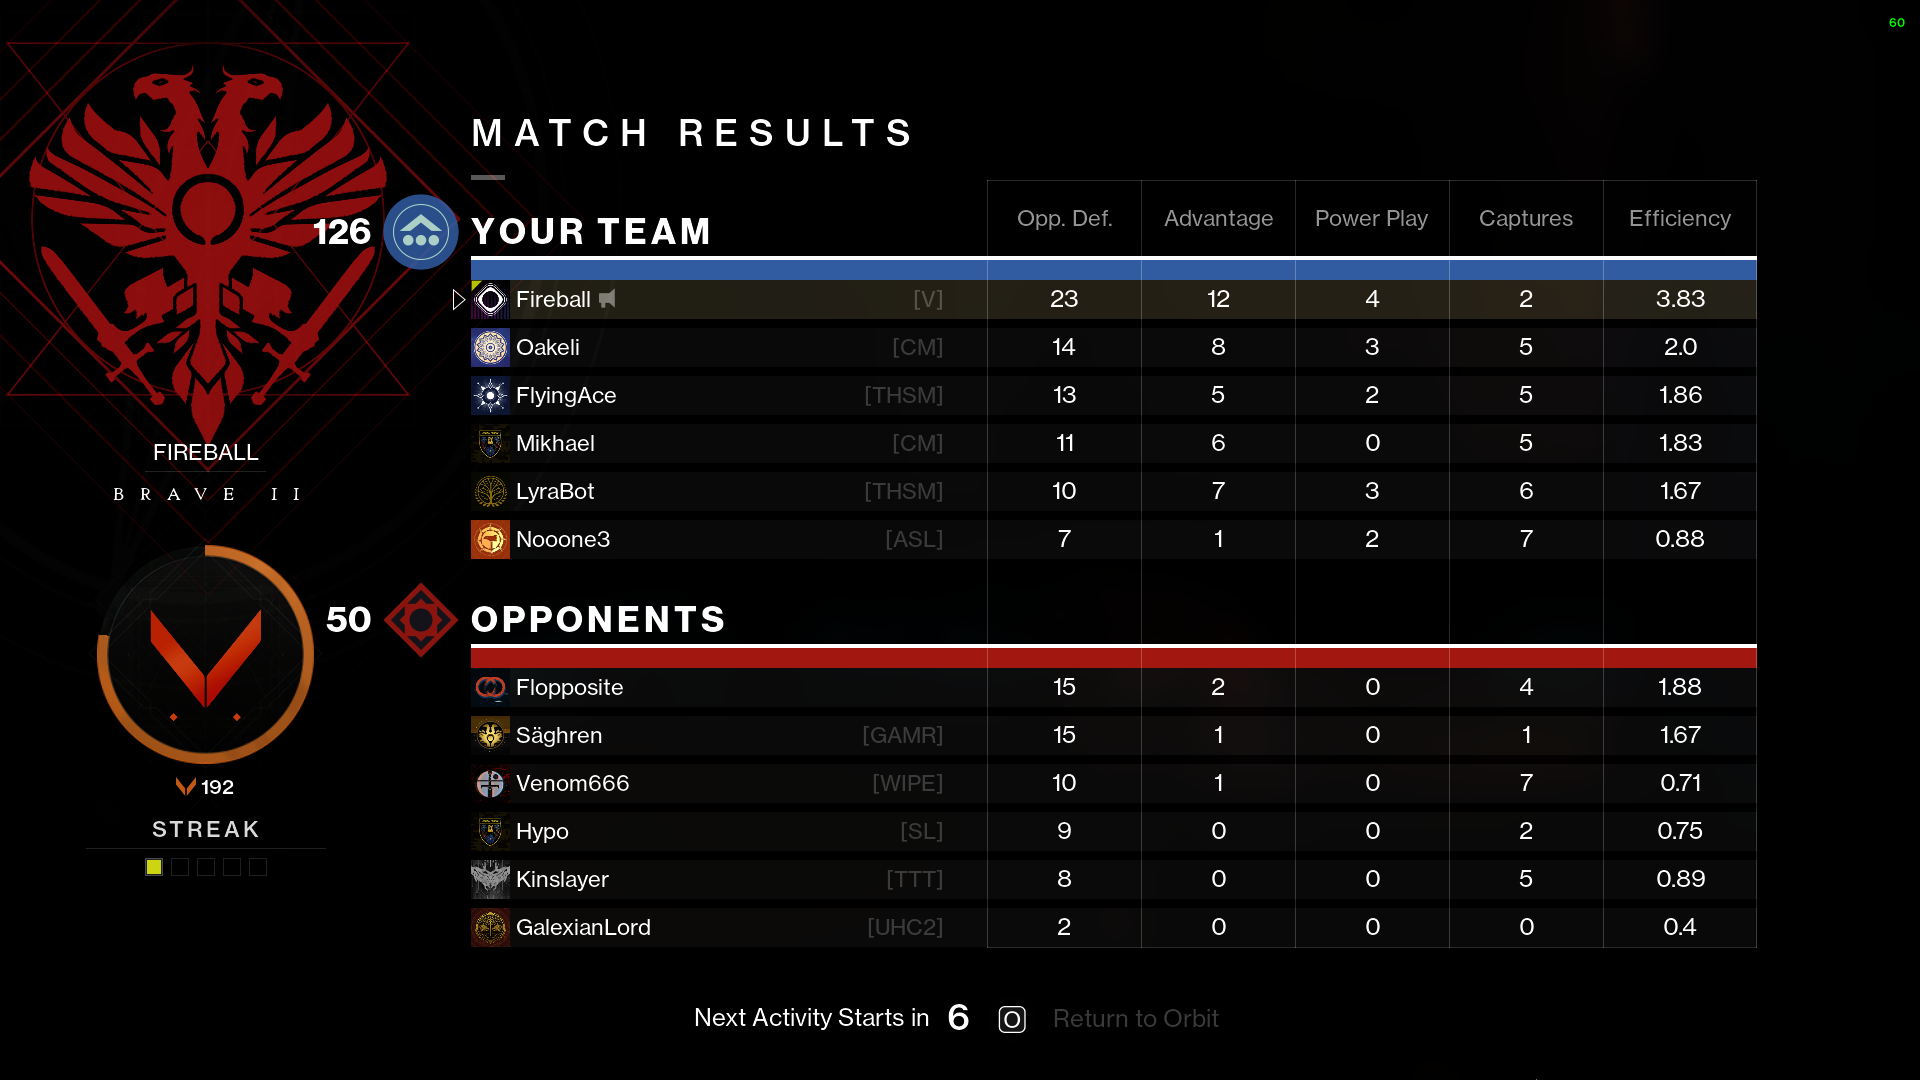 60
MATCH RESULTS
126 YOUR TEAM Opp. Def. Advantage Power Play Captures Efficiency
Fireball [V] 23 12 4 2 3.83
Oakeli [CM] 14 8 3 5 2.0
FlyingAce [THSM] 13 5 2 5 1.86
Mikhael [CM] 11 6 0 5 1.83
LyraBot [THSM] 10 7 3 6 1.67
Nooone3 [ASL] 7 1 2 7 0.88
FIREBALL
BRAVE II
192
STREAK
50 OPPONENTS
Flopposite 15 2 0 4 1.88
Säghren [GAMR] 15 1 0 1 1.67
Venom666 [WIPE] 10 1 0 7 0.71
Hypo [SL] 9 0 0 2 0.75
Kinslayer [TTT] 8 0 0 5 0.89
GalexianLord [UHC2] 2 0 0 0 0.4
Next Activity Starts in 6 O Return to Orbit